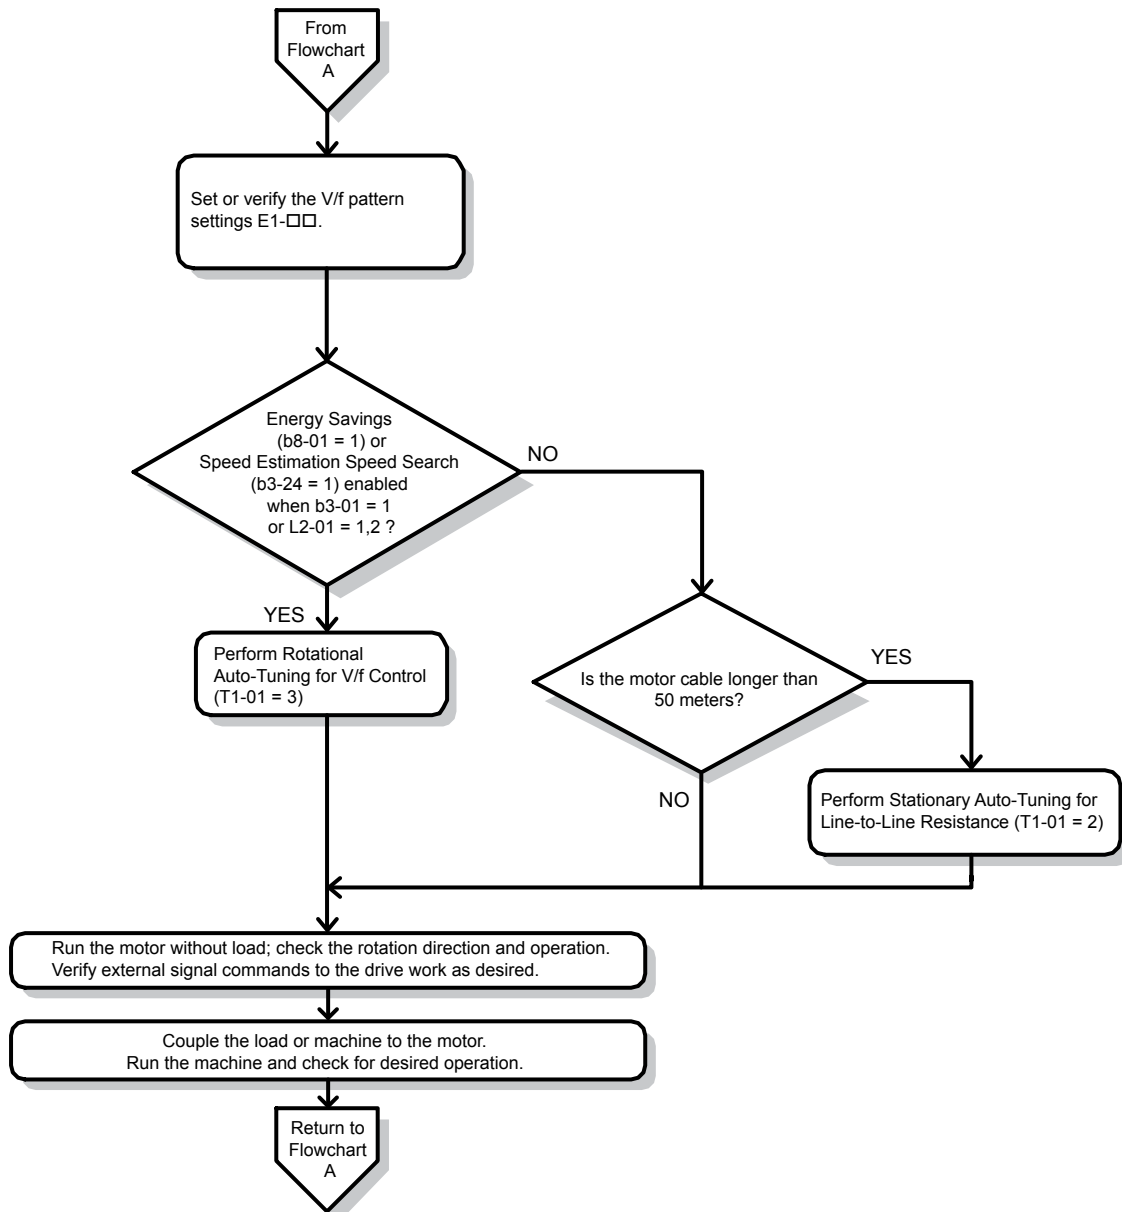 From
Flowchart
A
Set or verify the V/f pattern
settings E1-□□.
Energy Savings
(b8-01 = 1) or
Speed Estimation Speed Search
(b3-24 = 1) enabled
when b3-01 = 1
or L2-01 = 1,2 ?
NO
YES
Perform Rotational
Auto-Tuning for V/f Control
(T1-01 = 3)
Is the motor cable longer than
50 meters?
YES
NO
Perform Stationary Auto-Tuning for
Line-to-Line Resistance (T1-01 = 2)
Run the motor without load; check the rotation direction and operation.
Verify external signal commands to the drive work as desired.
Couple the load or machine to the motor.
Run the machine and check for desired operation.
Return to
Flowchart
A